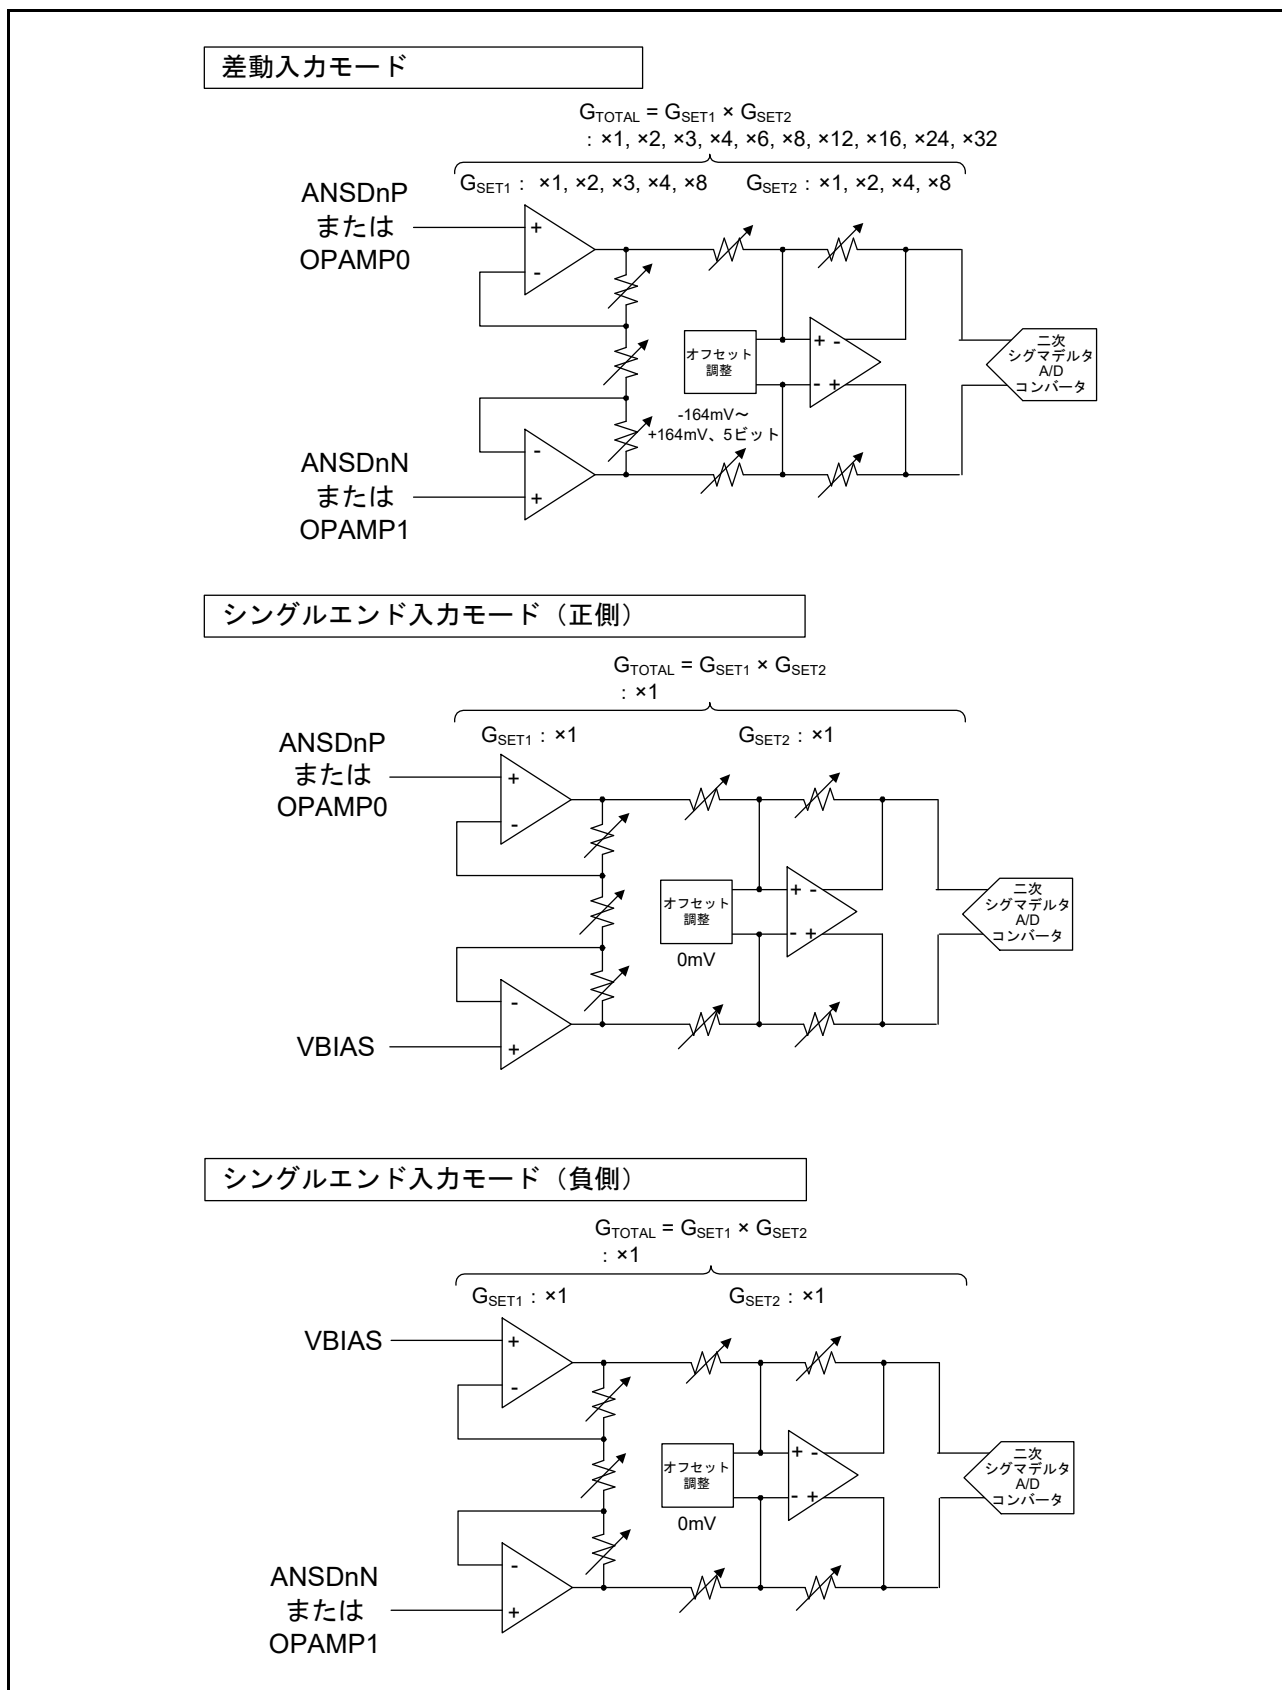 差動入力モード
GTOTAL = GSET1 × GSET2
：×1, ×2, ×3, ×4, ×6, ×8, ×12, ×16, ×24, ×32
GSET1：×1, ×2, ×3, ×4, ×8
GSET2：×1, ×2, ×4, ×8
ANSDnP
または
OPAMP0
+
-
オフセット
調整
-164mV～
+164mV、5ビット
+ -
- +
二次
シグマデルタ
A/D
コンバータ
ANSDnN
または
OPAMP1
-
+
シングルエンド入力モード（正側）
GTOTAL = GSET1 × GSET2
：×1
GSET1：×1
GSET2：×1
ANSDnP
または
OPAMP0
+
-
オフセット
調整
0mV
+ -
- +
二次
シグマデルタ
A/D
コンバータ
VBIAS
-
+
シングルエンド入力モード（負側）
GTOTAL = GSET1 × GSET2
：×1
GSET1：×1
GSET2：×1
VBIAS
+
-
オフセット
調整
0mV
+ -
- +
二次
シグマデルタ
A/D
コンバータ
ANSDnN
または
OPAMP1
-
+